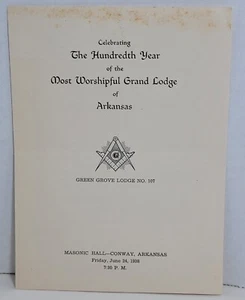 Celebrating
The Hundredth Year
of the
Most Worshipful Grand Lodge
of
Arkansas
G
GREEN GROVE LODGE NO. 107
MASONIC HALL—CONWAY, ARKANSAS
Friday, June 24, 1938
7:30 P. M.